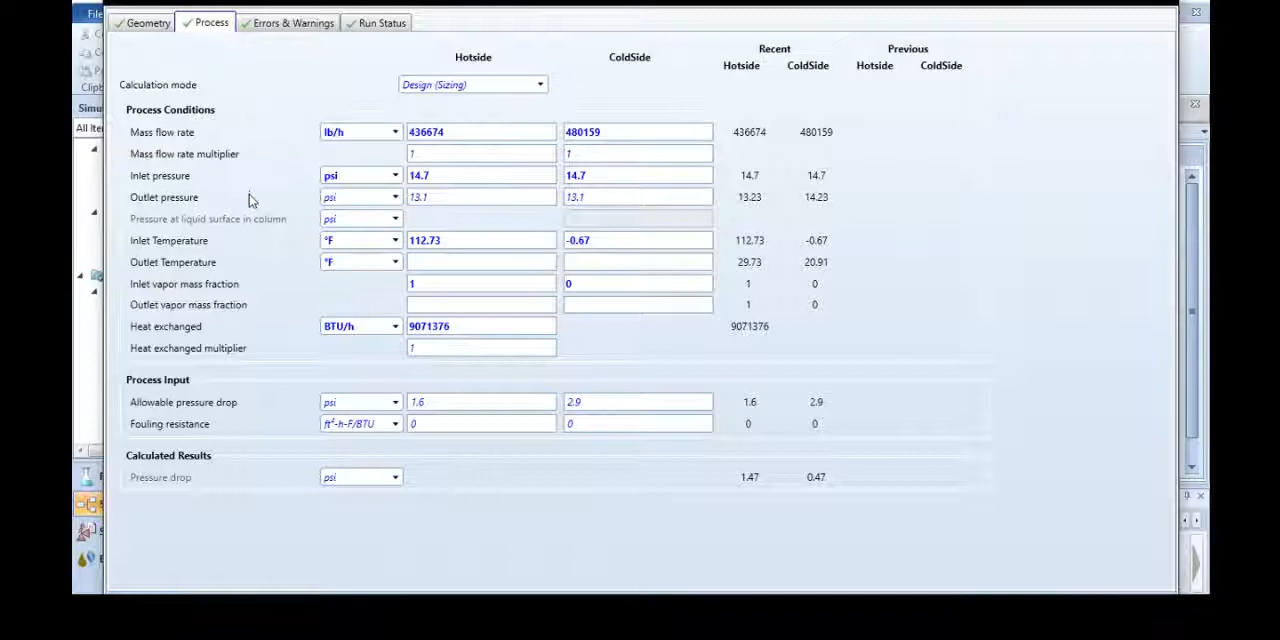 File
Geometry Process Errors & Warnings Run Status
Hotside ColdSide Recent Previous
Hotside ColdSide Hotside ColdSide
Clipb
Calculation mode Design (Sizing)
Simu
Process Conditions
All Ite
Mass flow rate lb/h 436674 480159 436674 480159
Mass flow rate multiplier 1 1
Inlet pressure psi 14.7 14.7 14.7 14.7
Outlet pressure psi 13.1 13.1 13.23 14.23
Pressure at liquid surface in column psi
Inlet Temperature °F 112.73 -0.67 112.73 -0.67
Outlet Temperature °F 29.73 20.91
Inlet vapor mass fraction 1 0 1 0
Outlet vapor mass fraction 1 0
Heat exchanged BTU/h 9071376 9071376
Heat exchanged multiplier 1
Process Input
Allowable pressure drop psi 1.6 2.9 1.6 2.9
Fouling resistance ft²-h-F/BTU 0 0 0 0
Calculated Results
Pressure drop psi 1.47 0.47